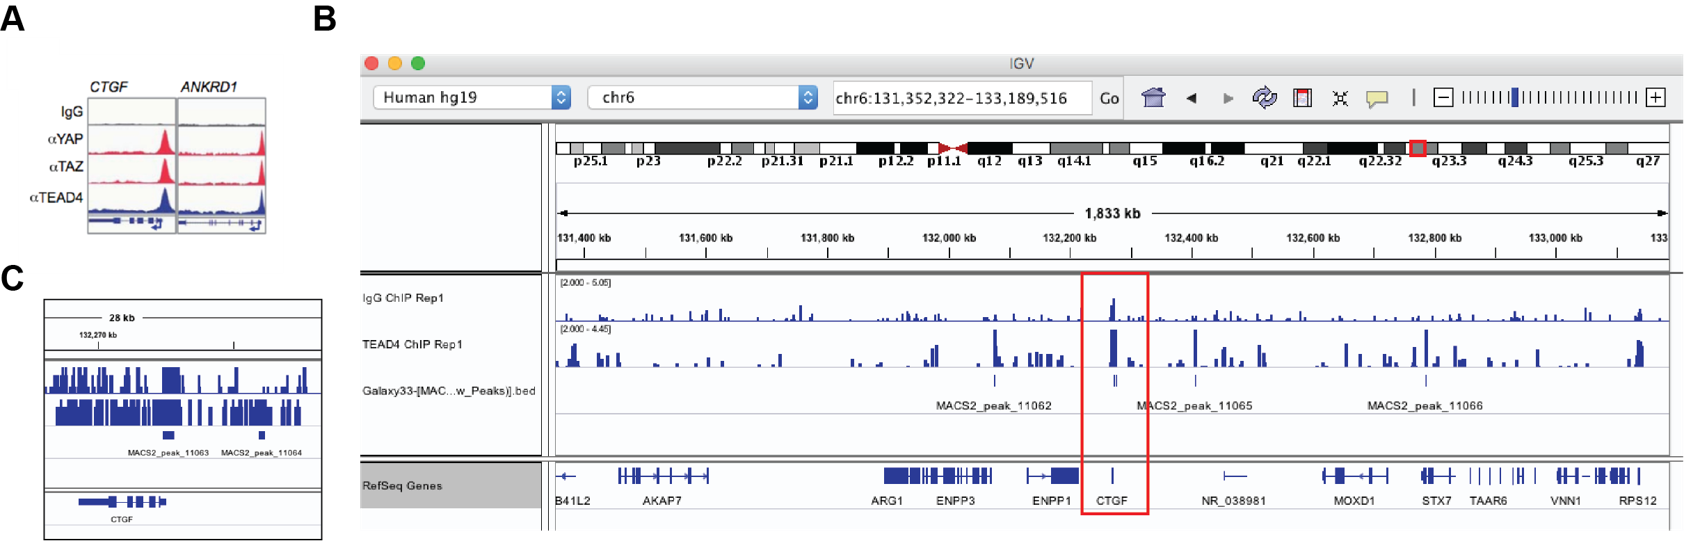 A
CTGF ANKRD1
IgG
αYAP
αTAZ
αTEAD4
B
IGV
Human hg19 chr6 chr6:131,352,322-133,189,516 Go
p25.1 p23 p22.2 p21.31 p21.1 p12.2 p11.1 q12 q13 q14.1 q15 q16.2 q21 q22.1 q22.32 q23.3 q24.3 q25.3 q27
1,833 kb
131,400 kb 131,600 kb 131,800 kb 132,000 kb 132,200 kb 132,400 kb 132,600 kb 132,800 kb 133,000 kb 133
[2.000 - 5.05]
IgG ChIP Rep1
[2.000 - 4.45]
TEAD4 ChIP Rep1
Galaxy33-[MAC...w_Peaks)].bed
MACS2_peak_11062 MACS2_peak_11065 MACS2_peak_11066
RefSeq Genes
B41L2 AKAP7 ARG1 ENPP3 ENPP1 CTGF NR_038981 MOXD1 STX7 TAAR6 VNN1 RPS12
C
28 kb
132,270 kb
MACS2_peak_11063 MACS2_peak_11064
CTGF